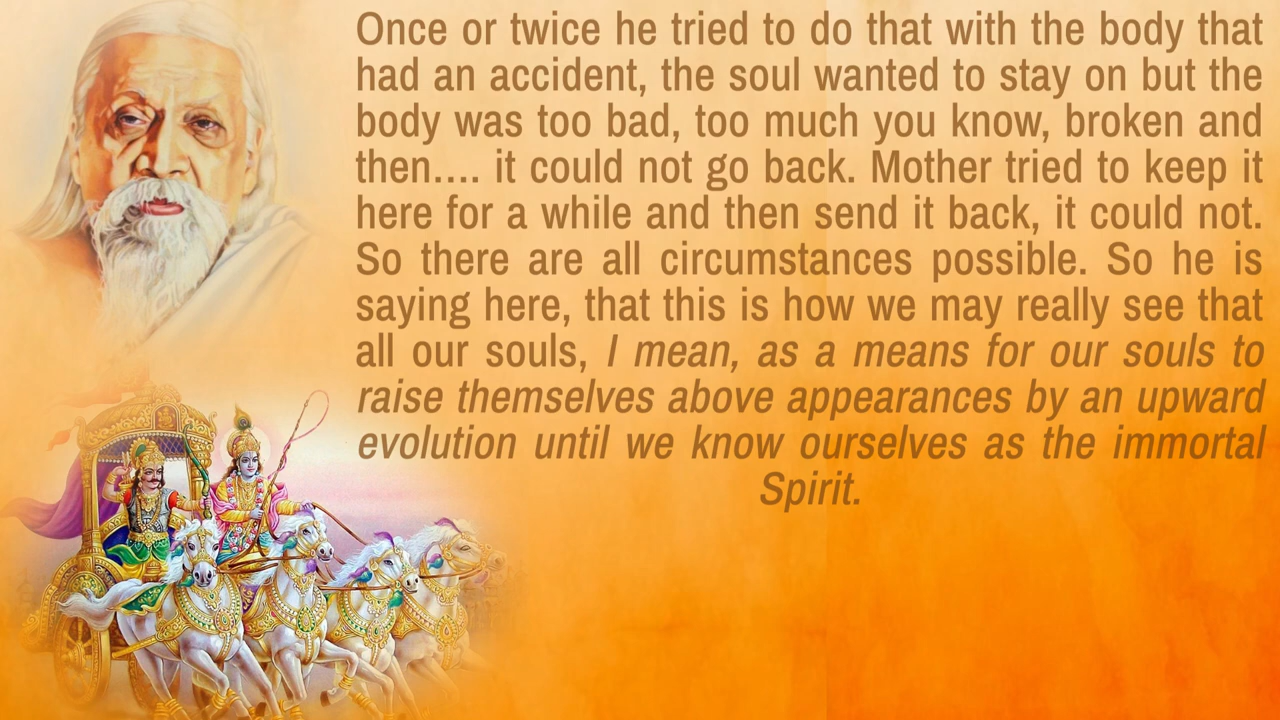 Once or twice he tried to do that with the body that
had an accident, the soul wanted to stay on but the
body was too bad, too much you know, broken and
then…. it could not go back. Mother tried to keep it
here for a while and then send it back, it could not.
So there are all circumstances possible. So he is
saying here, that this is how we may really see that
all our souls, I mean, as a means for our souls to
raise themselves above appearances by an upward
evolution until we know ourselves as the immortal
Spirit.